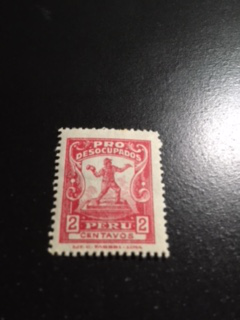 PRO
DESOCUPADOS
2 PERU 2
CENTAVOS